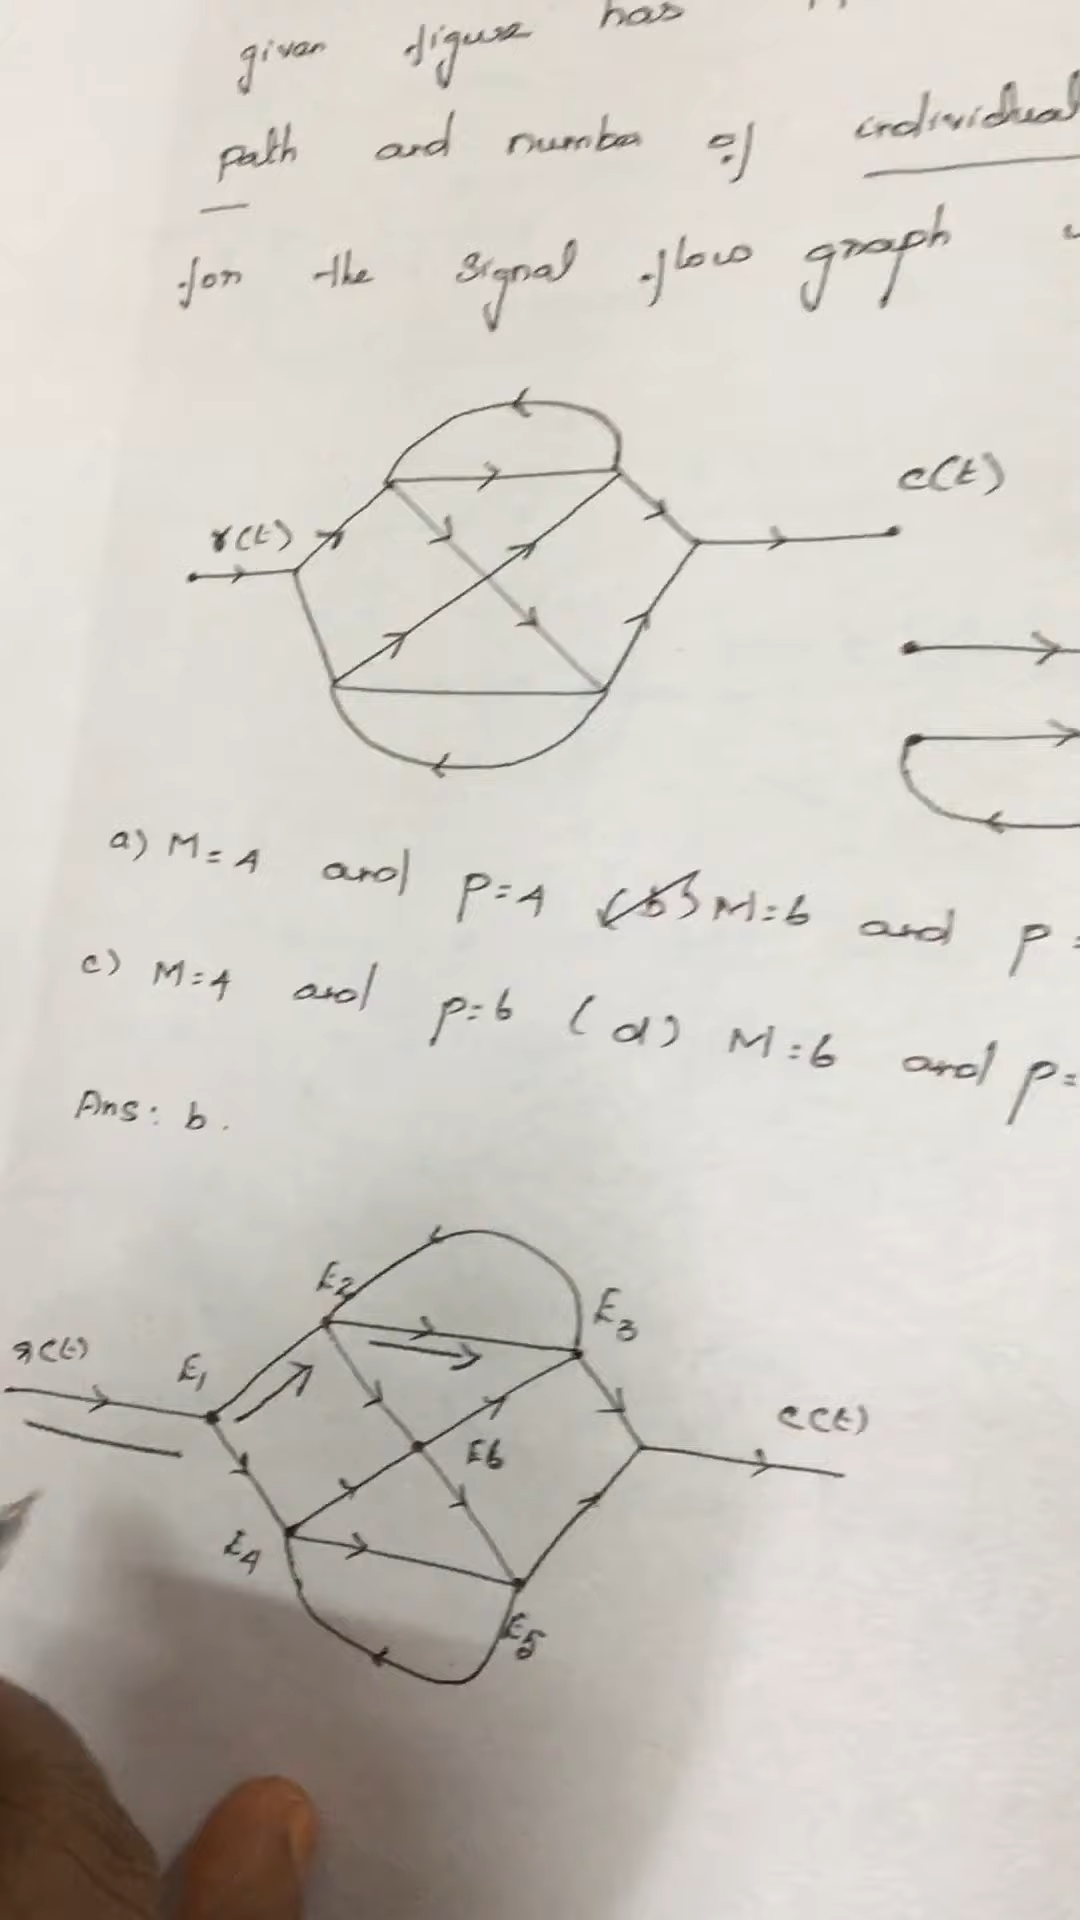 given figure has
path and number of individual
for the signal flow graph
r(t)
c(t)
a) M=4 and p=4 (b) M=6 and p=
c) M=4 and p=6 (d) M=6 and p=
Ans: b.
E2
E3
r(t)
E1
c(t)
E6
E4
E5